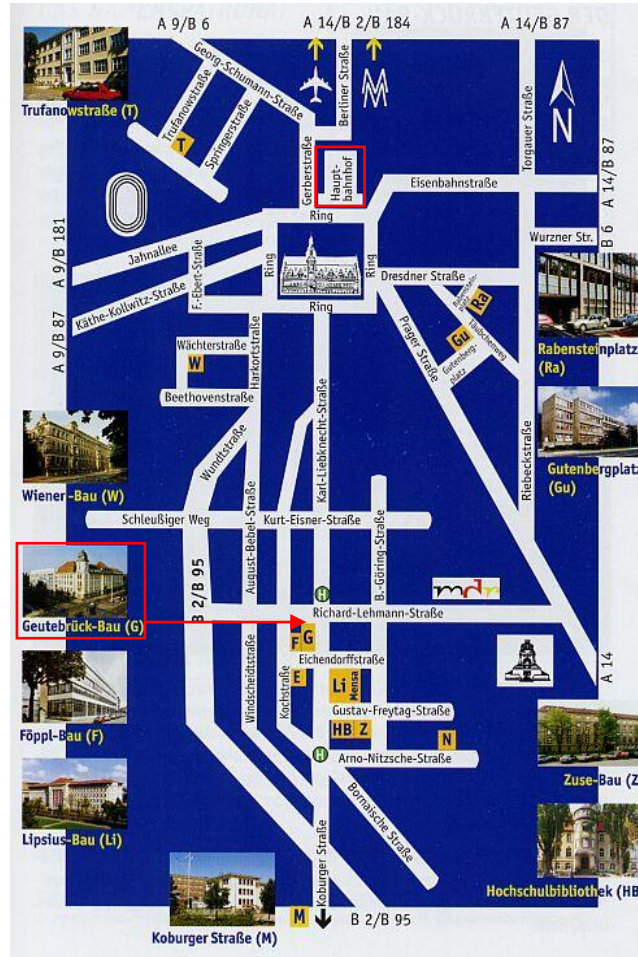 A 9/B 6
A 14/B 2/B 184
A 14/B 87
Georg-Schumann-Straße
Berliner Straße
Torgauer Straße
N
Trufanowstraße (T)
Trufanowstraße
T
Springerstraße
Gerberstraße
Haupt-
bahnhof
Eisenbahnstraße
A 14/B 87
Ring
Wurzner Str.
B 6
A 9/B 181
Jahnallee
Ring
Ring
Dresdner Straße
Käthe-Kollwitz-Straße
F.-Ebert-Straße
Ring
Rabenstein-
platz
Ra
Täubchenweg
Gu
Gutenberg-
platz
Prager Straße
Rabensteinplatz
(Ra)
A 9/B 87
Wächterstraße
W
Harkortstraße
Karl-Liebknecht-Straße
Beethovenstraße
Wundtstraße
Riebeckstraße
Wiener-Bau (W)
Gutenbergplatz
(Gu)
Schleußiger Weg
Kurt-Eisner-Straße
August-Bebel-Straße
B.-Göring-Straße
B 2/B 95
H
mdr
Richard-Lehmann-Straße
Geutebrück-Bau (G)
F
G
Eichendorffstraße
E
Li
Mensa
A 14
Windscheidtstraße
Kochstraße
Gustav-Freytag-Straße
HB
Z
N
Föppl-Bau (F)
H
Arno-Nitzsche-Straße
Zuse-Bau (Z
Bornaische Straße
Koburger Straße
Lipsius-Bau (Li)
Hochschulbibliothek (HB
M
B 2/B 95
Koburger Straße (M)